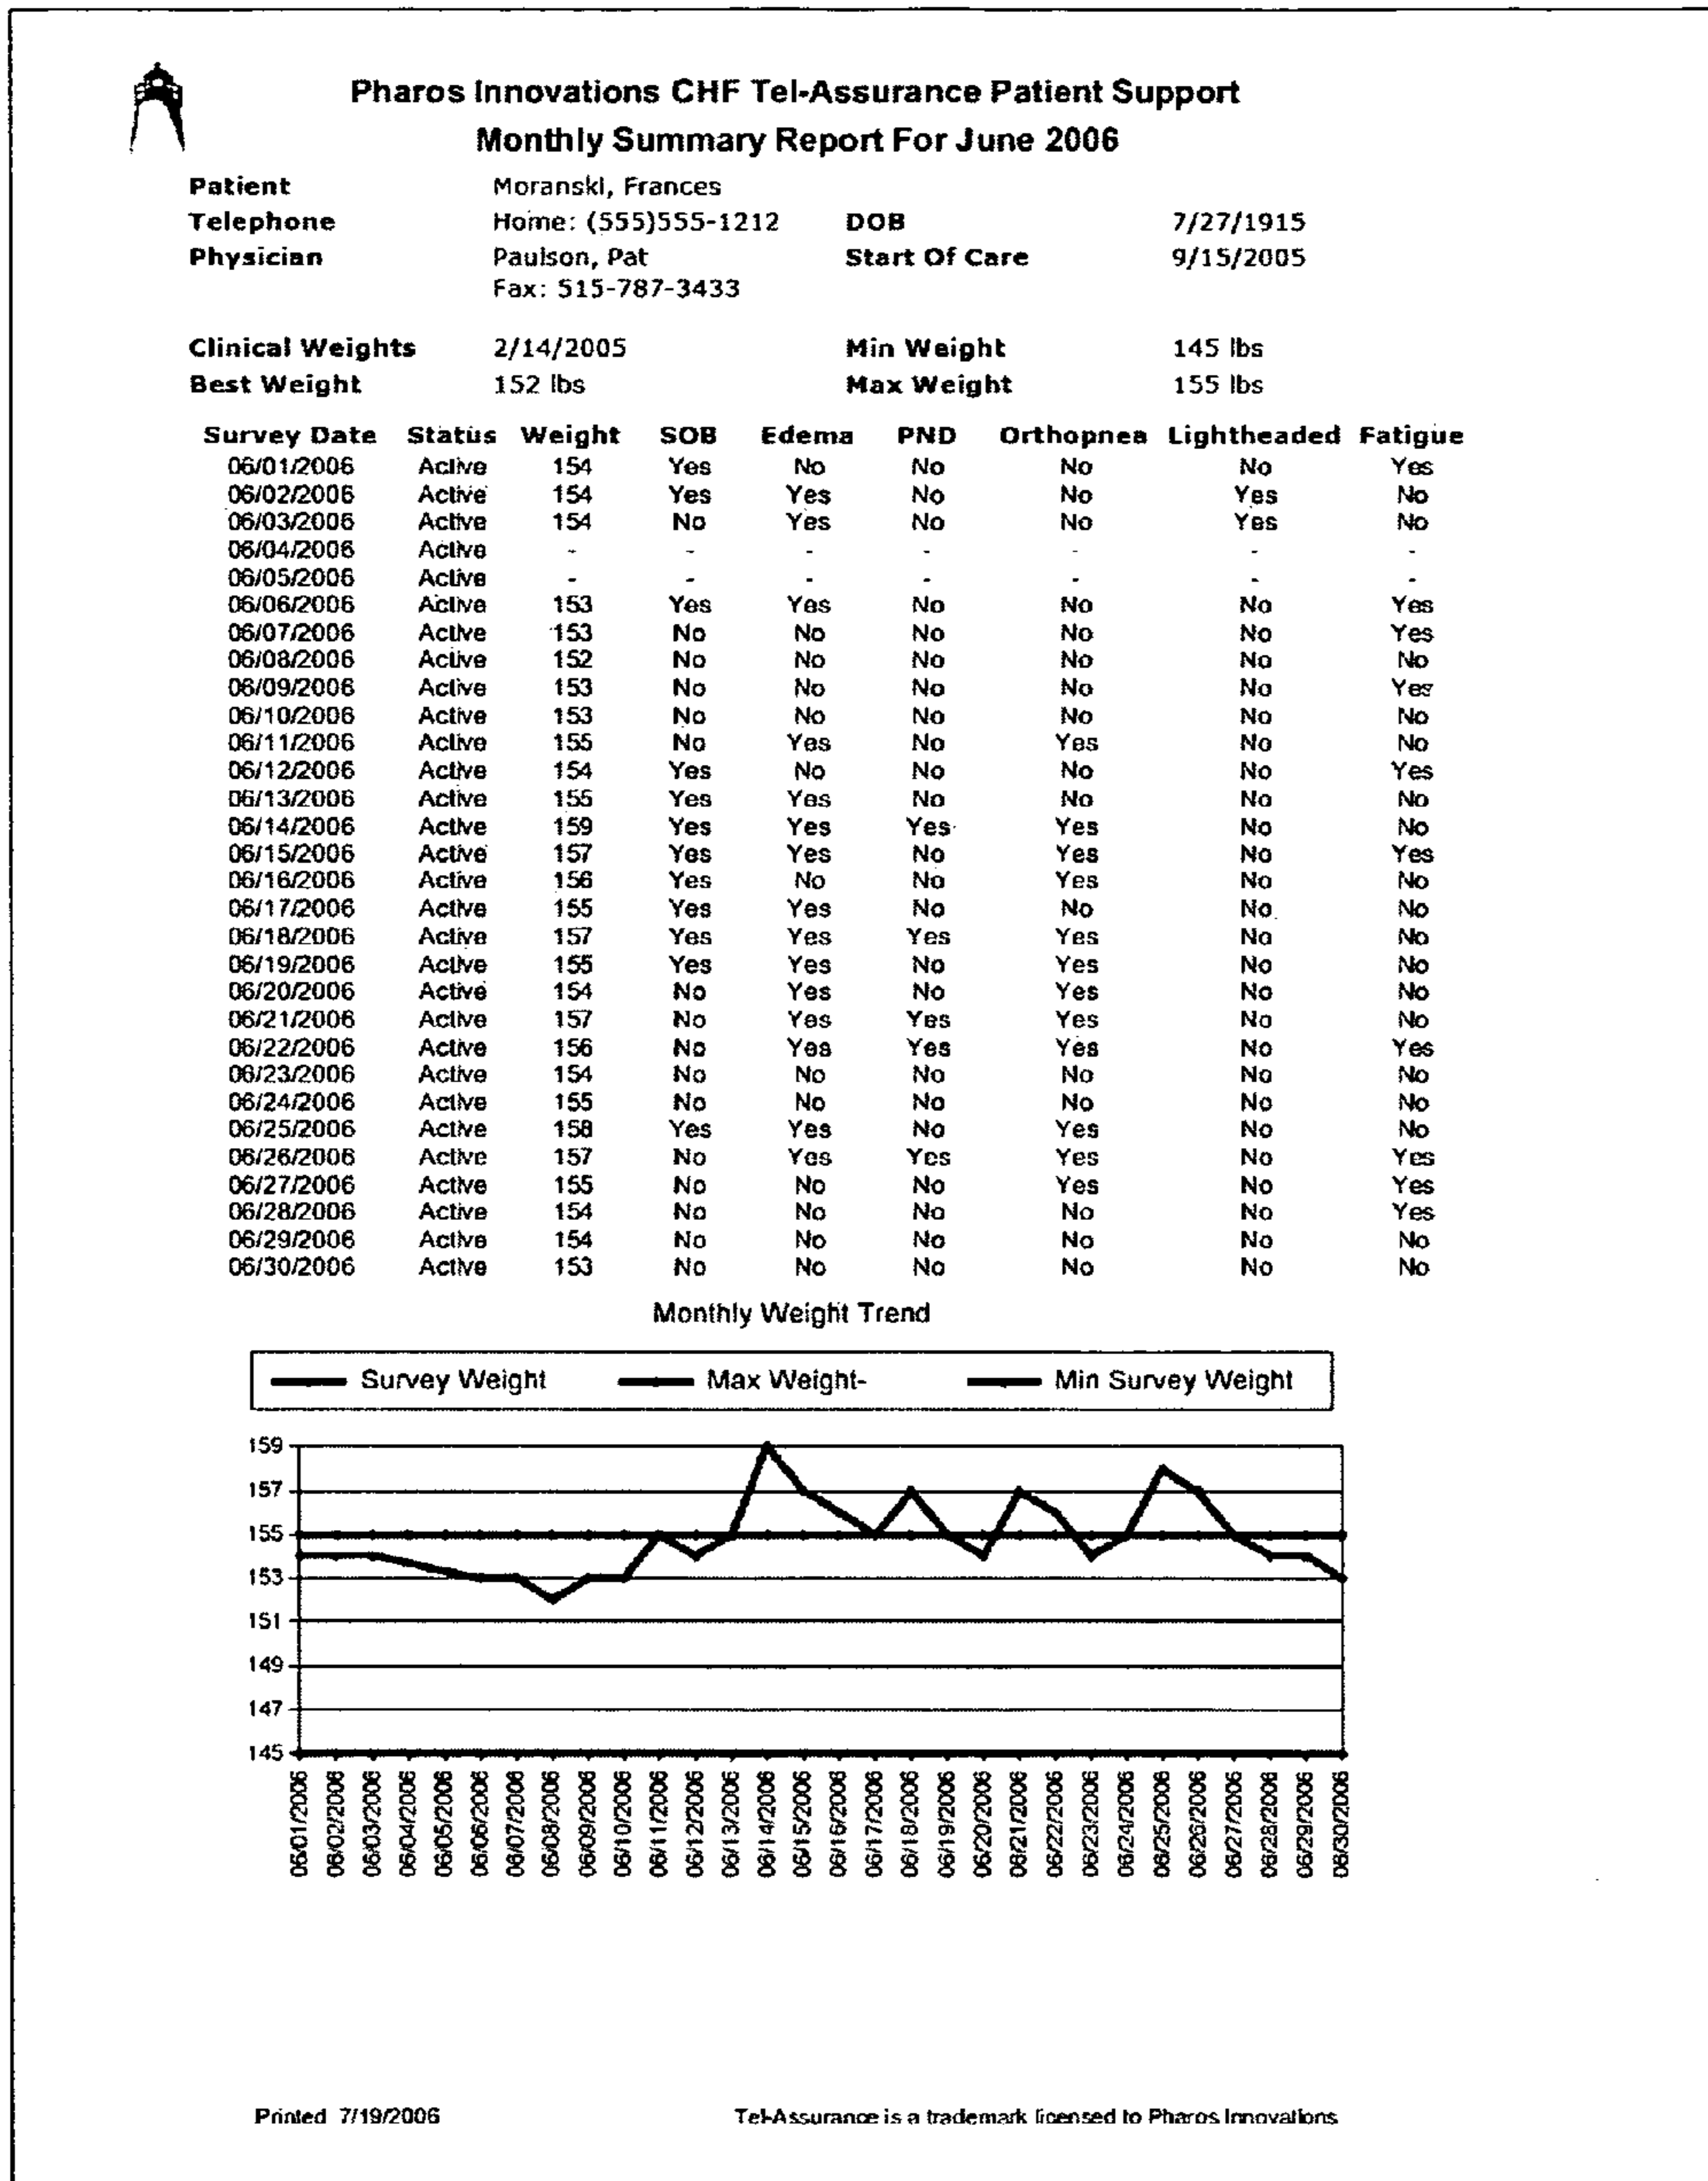 Pharos Innovations CHF Tel-Assurance Patient Support
Monthly Summary Report For June 2006
Patient Moranski, Frances
Telephone Home: (555)555-1212 DOB 7/27/1915
Physician Paulson, Pat Start Of Care 9/15/2005
Fax: 515-787-3433
Clinical Weights 2/14/2005 Min Weight 145 lbs
Best Weight 152 lbs Max Weight 155 lbs
Survey Date Status Weight SOB Edema PND Orthopnea Lightheaded Fatigue
06/01/2006 Active 154 Yes No No No No Yes
06/02/2006 Active 154 Yes Yes No No Yes No
06/03/2006 Active 154 No Yes No No Yes No
06/04/2006 Active - - - - - - -
06/05/2006 Active - - - - - - -
06/06/2006 Active 153 Yes Yes No No No Yes
06/07/2006 Active 153 No No No No No Yes
06/08/2006 Active 152 No No No No No No
06/09/2006 Active 153 No No No No No Yes
06/10/2006 Active 153 No No No No No No
06/11/2006 Active 155 No Yes No Yes No No
06/12/2006 Active 154 Yes No No No No Yes
06/13/2006 Active 155 Yes Yes No No No No
06/14/2006 Active 159 Yes Yes Yes Yes No No
06/15/2006 Active 157 Yes Yes No Yes No Yes
06/16/2006 Active 156 Yes No No Yes No No
06/17/2006 Active 155 Yes Yes No No No No
06/18/2006 Active 157 Yes Yes Yes Yes No No
06/19/2006 Active 155 Yes Yes No Yes No No
06/20/2006 Active 154 No Yes No Yes No No
06/21/2006 Active 157 No Yes Yes Yes No No
06/22/2006 Active 156 No Yes Yes Yes No Yes
06/23/2006 Active 154 No No No No No No
06/24/2006 Active 155 No No No No No No
06/25/2006 Active 158 Yes Yes No Yes No No
06/26/2006 Active 157 No Yes Yes Yes No Yes
06/27/2006 Active 155 No No No Yes No Yes
06/28/2006 Active 154 No No No No No Yes
06/29/2006 Active 154 No No No No No No
06/30/2006 Active 153 No No No No No No
Monthly Weight Trend
Survey Weight Max Weight- Min Survey Weight
159
157
155
153
151
149
147
145
06/01/2006
06/02/2006
06/03/2006
06/04/2006
06/05/2006
06/06/2006
06/07/2006
06/08/2006
06/09/2006
06/10/2006
06/11/2006
06/12/2006
06/13/2006
06/14/2006
06/15/2006
06/16/2006
06/17/2006
06/18/2006
06/19/2006
06/20/2006
06/21/2006
06/22/2006
06/23/2006
06/24/2006
06/25/2006
06/26/2006
06/27/2006
06/28/2006
06/29/2006
06/30/2006
Printed 7/19/2006 Tel-Assurance is a trademark licensed to Pharos Innovations